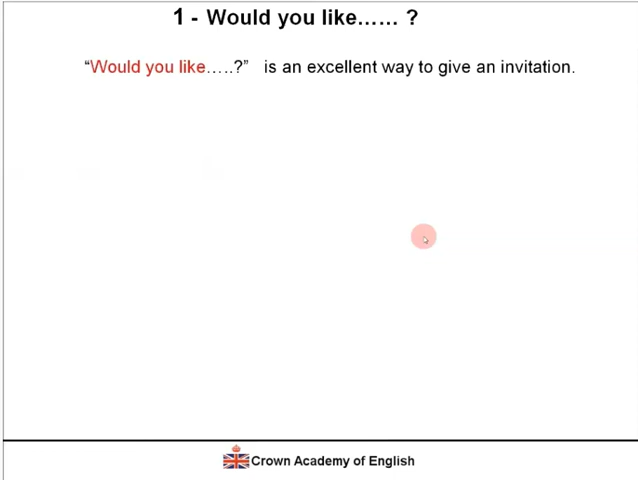 1 - Would you like...... ?
“Would you like.....?” is an excellent way to give an invitation.
Crown Academy of English